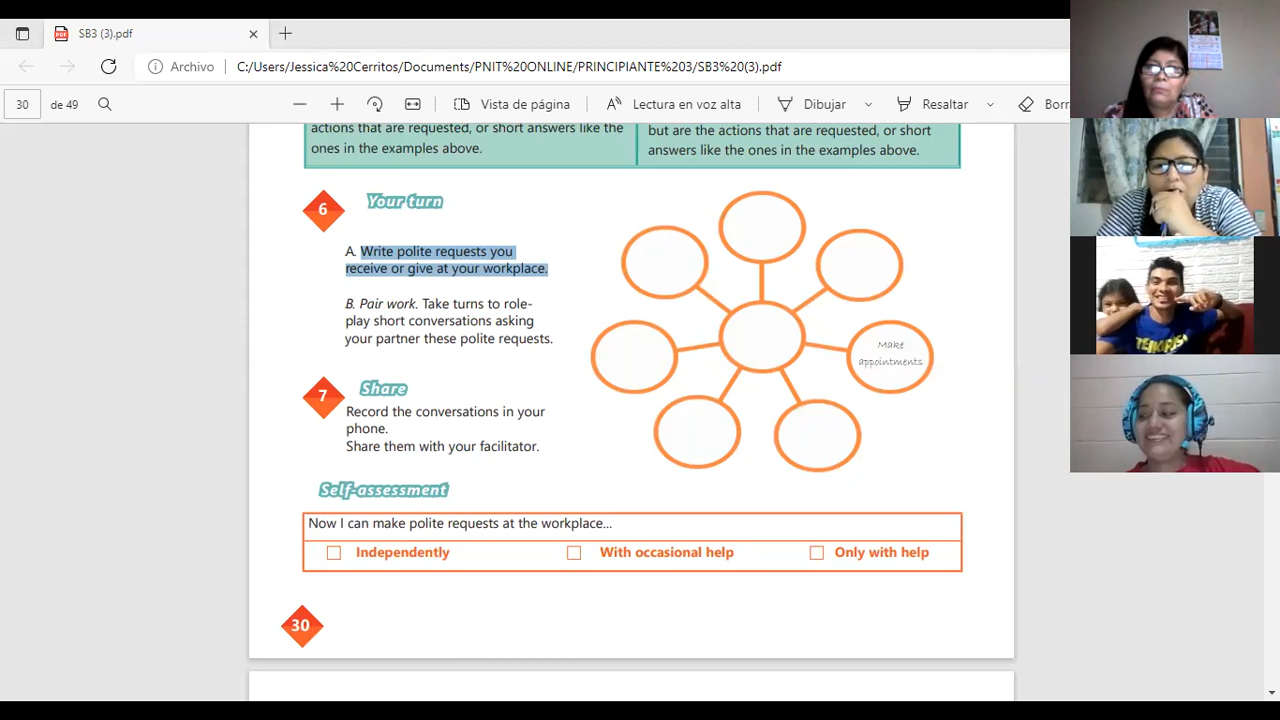 SB3 (3).pdf
Archivo
C:/Users/Jessica%20Cerritos/Documents/PNI%20ONLINE/PRINCIPIANTE%203/SB3%20(3).pdf
30 de 49
Vista de página
Lectura en voz alta
Dibujar
Resaltar
Borr
actions that are requested, or short answers like the
ones in the examples above.
but are the actions that are requested, or short
answers like the ones in the examples above.
6
Your turn
A. Write polite requests you
receive or give at your workplace.
B. Pair work. Take turns to role-
play short conversations asking
your partner these polite requests.
Make
appointments
7
Share
Record the conversations in your
phone.
Share them with your facilitator.
Self-assessment
Now I can make polite requests at the workplace...
Independently
With occasional help
Only with help
30